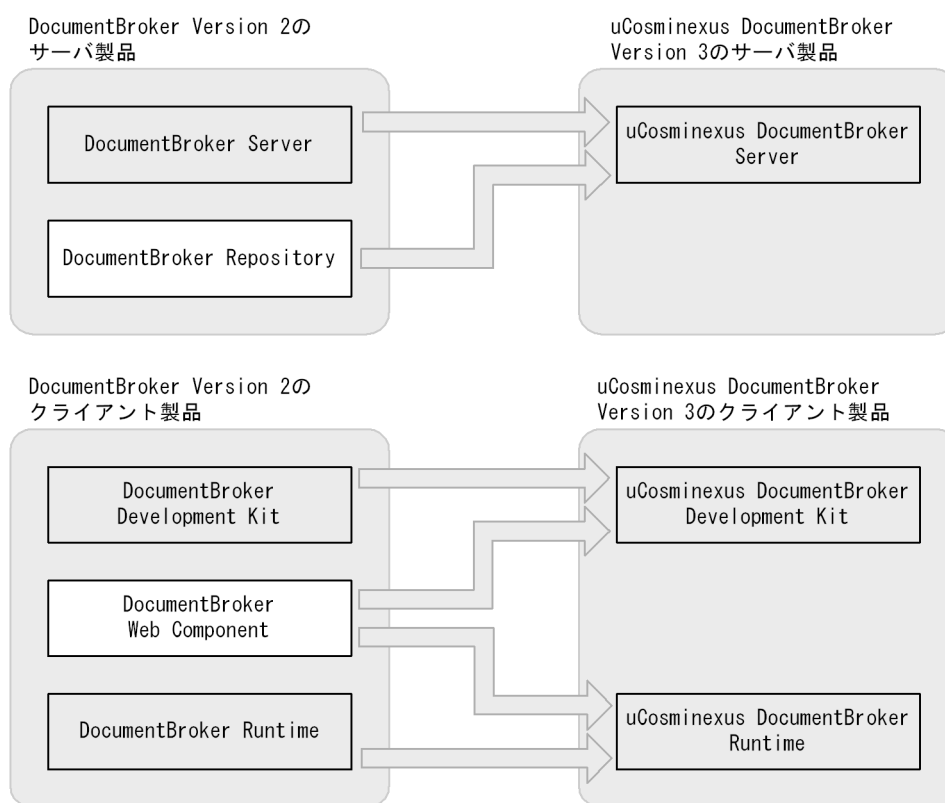 DocumentBroker Version 2の
サーバ製品
uCosminexus DocumentBroker
Version 3のサーバ製品
DocumentBroker Server
uCosminexus DocumentBroker
Server
DocumentBroker Repository
DocumentBroker Version 2の
クライアント製品
uCosminexus DocumentBroker
Version 3のクライアント製品
DocumentBroker
Development Kit
uCosminexus DocumentBroker
Development Kit
DocumentBroker
Web Component
DocumentBroker Runtime
uCosminexus DocumentBroker
Runtime